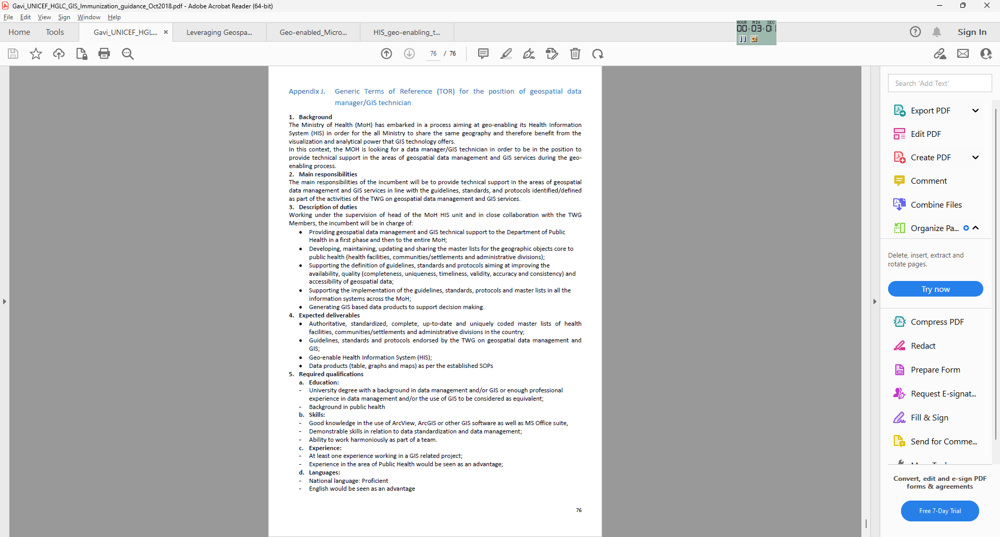 Gavi_UNICEF_HGLC_GIS_Immunization_guidance_Oct2018.pdf - Adobe Acrobat Reader (64-bit)
File Edit View Sign Window Help
Home Tools Gavi_UNICEF_HGL... × Leveraging Geospa... Geo-enabled_Micro... HIS_geo-enabling_t...
HOUR MIN SEC
00:03:01
Sign In
76 / 76
Appendix J. Generic Terms of Reference (TOR) for the position of geospatial data
manager/GIS technician
1. Background
The Ministry of Health (MoH) has embarked in a process aiming at geo-enabling its Health Information
System (HIS) in order for the all Ministry to share the same geography and therefore benefit from the
visualization and analytical power that GIS technology offers.
In this context, the MOH is looking for a data manager/GIS technician in order to be in the position to
provide technical support in the areas of geospatial data management and GIS services during the geo-
enabling process.
2. Main responsibilities
The main responsibilities of the incumbent will be to provide technical support in the areas of geospatial
data management and GIS services in line with the guidelines, standards, and protocols identified/defined
as part of the activities of the TWG on geospatial data management and GIS services.
3. Description of duties
Working under the supervision of head of the MoH HIS unit and in close collaboration with the TWG
Members, the incumbent will be in charge of:
• Providing geospatial data management and GIS technical support to the Department of Public
Health in a first phase and then to the entire MoH;
• Developing, maintaining, updating and sharing the master lists for the geographic objects core to
public health (health facilities, communities/settlements and administrative divisions);
• Supporting the definition of guidelines, standards and protocols aiming at improving the
availability, quality (completeness, uniqueness, timeliness, validity, accuracy and consistency) and
accessibility of geospatial data;
• Supporting the implementation of the guidelines, standards, protocols and master lists in all the
information systems across the MoH;
• Generating GIS based data products to support decision making.
4. Expected deliverables
• Authoritative, standardized, complete, up-to-date and uniquely coded master lists of health
facilities, communities/settlements and administrative divisions in the country;
• Guidelines, standards and protocols endorsed by the TWG on geospatial data management and
GIS;
• Geo-enable Health Information System (HIS);
• Data products (table, graphs and maps) as per the established SOPs
5. Required qualifications
a. Education:
- University degree with a background in data management and/or GIS or enough professional
experience in data management and/or the use of GIS to be considered as equivalent;
- Background in public health
b. Skills:
- Good knowledge in the use of ArcView, ArcGIS or other GIS software as well as MS Office suite,
- Demonstrable skills in relation to data standardization and data management;
- Ability to work harmoniously as part of a team.
c. Experience:
- At least one experience working in a GIS related project;
- Experience in the area of Public Health would be seen as an advantage;
d. Languages:
- National language: Proficient
- English would be seen as an advantage
76
Search 'Add Text'
Export PDF
Edit PDF
Create PDF
Comment
Combine Files
Organize Pa...
Delete, insert, extract and
rotate pages.
Try now
Compress PDF
Redact
Prepare Form
Request E-signat...
Fill & Sign
Send for Comme...
Convert, edit and e-sign PDF
forms & agreements
Free 7-Day Trial